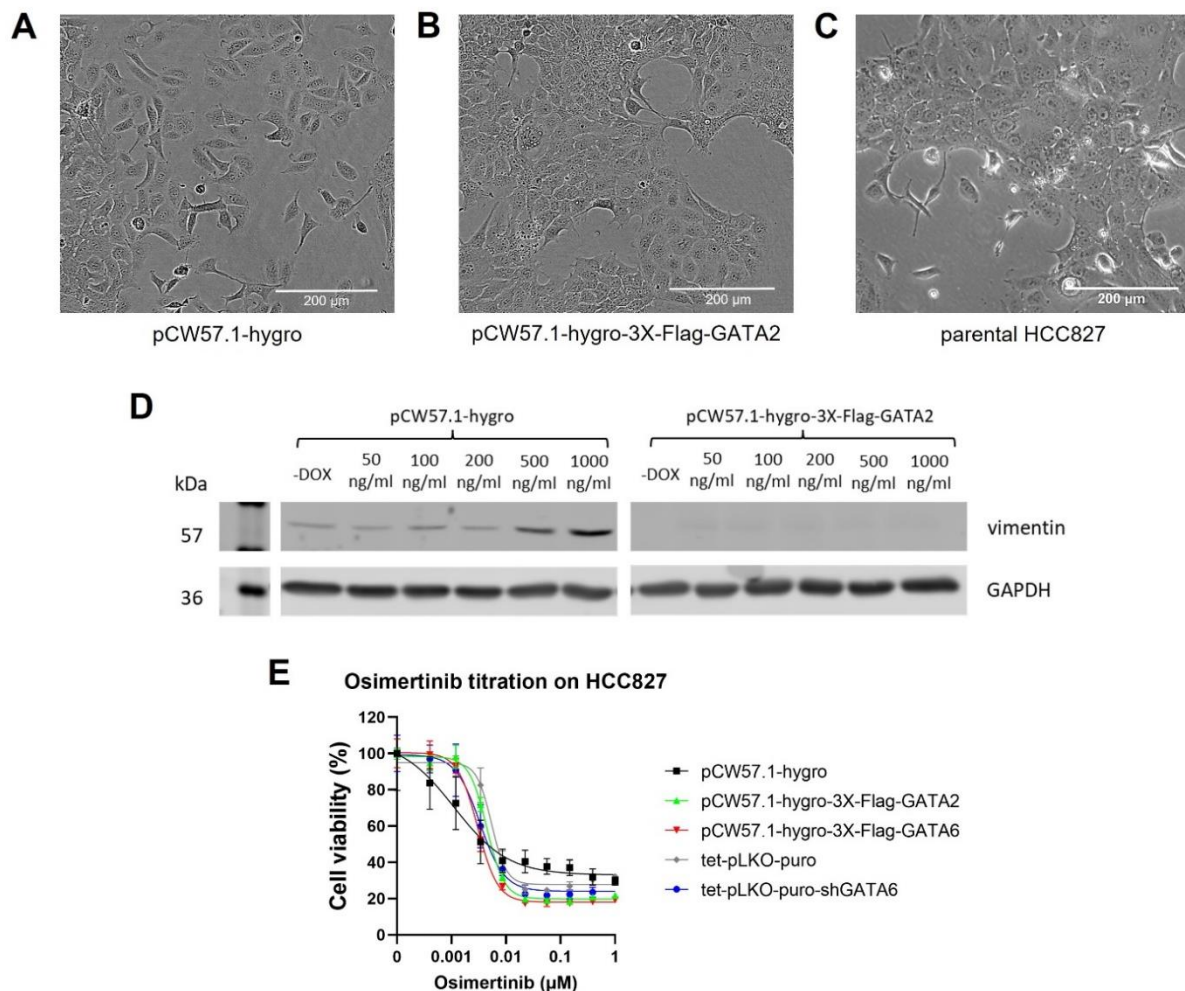 A
B
C
200 µm
200 µm
200 µm
pCW57.1-hygro
pCW57.1-hygro-3X-Flag-GATA2
parental HCC827
D
pCW57.1-hygro
pCW57.1-hygro-3X-Flag-GATA2
kDa
-DOX
50 ng/ml
100 ng/ml
200 ng/ml
500 ng/ml
1000 ng/ml
-DOX
50 ng/ml
100 ng/ml
200 ng/ml
500 ng/ml
1000 ng/ml
57
vimentin
36
GAPDH
E
Osimertinib titration on HCC827
Cell viability (%)
120
100
80
60
40
20
0
0
0.001
0.01
0.1
1
Osimertinib (µM)
pCW57.1-hygro
pCW57.1-hygro-3X-Flag-GATA2
pCW57.1-hygro-3X-Flag-GATA6
tet-pLKO-puro
tet-pLKO-puro-shGATA6